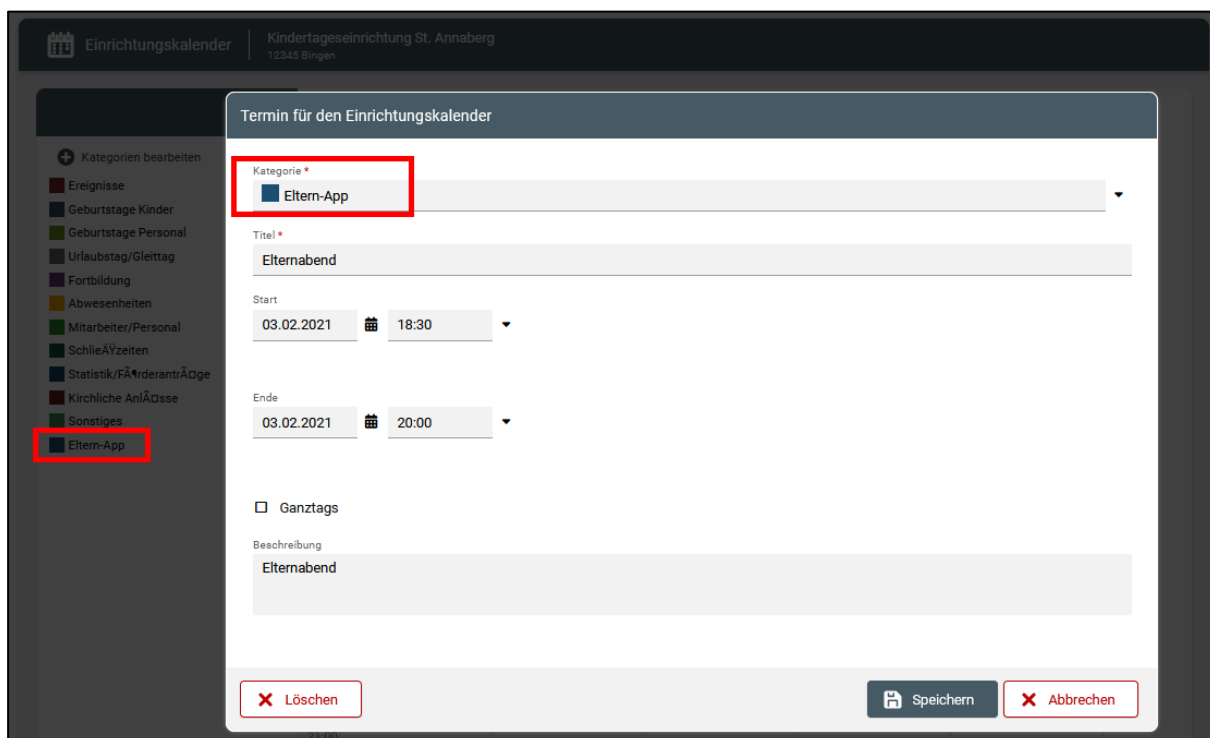 Einrichtungskalender
Kindertageseinrichtung St. Annaberg
12345 Bingen
Kategorien bearbeiten
Ereignisse
Geburtstage Kinder
Geburtstage Personal
Urlaubstag/Gleittag
Fortbildung
Abwesenheiten
Mitarbeiter/Personal
SchlieÃŸzeiten
Statistik/FÃ¶rderantrÃ¤ge
Kirchliche AnlÃ¤sse
Sonstiges
Eltern-App
Termin für den Einrichtungskalender
Kategorie *
Eltern-App
Titel *
Elternabend
Start
03.02.2021 18:30
Ende
03.02.2021 20:00
Ganztags
Beschreibung
Elternabend
Löschen Speichern Abbrechen
21:00